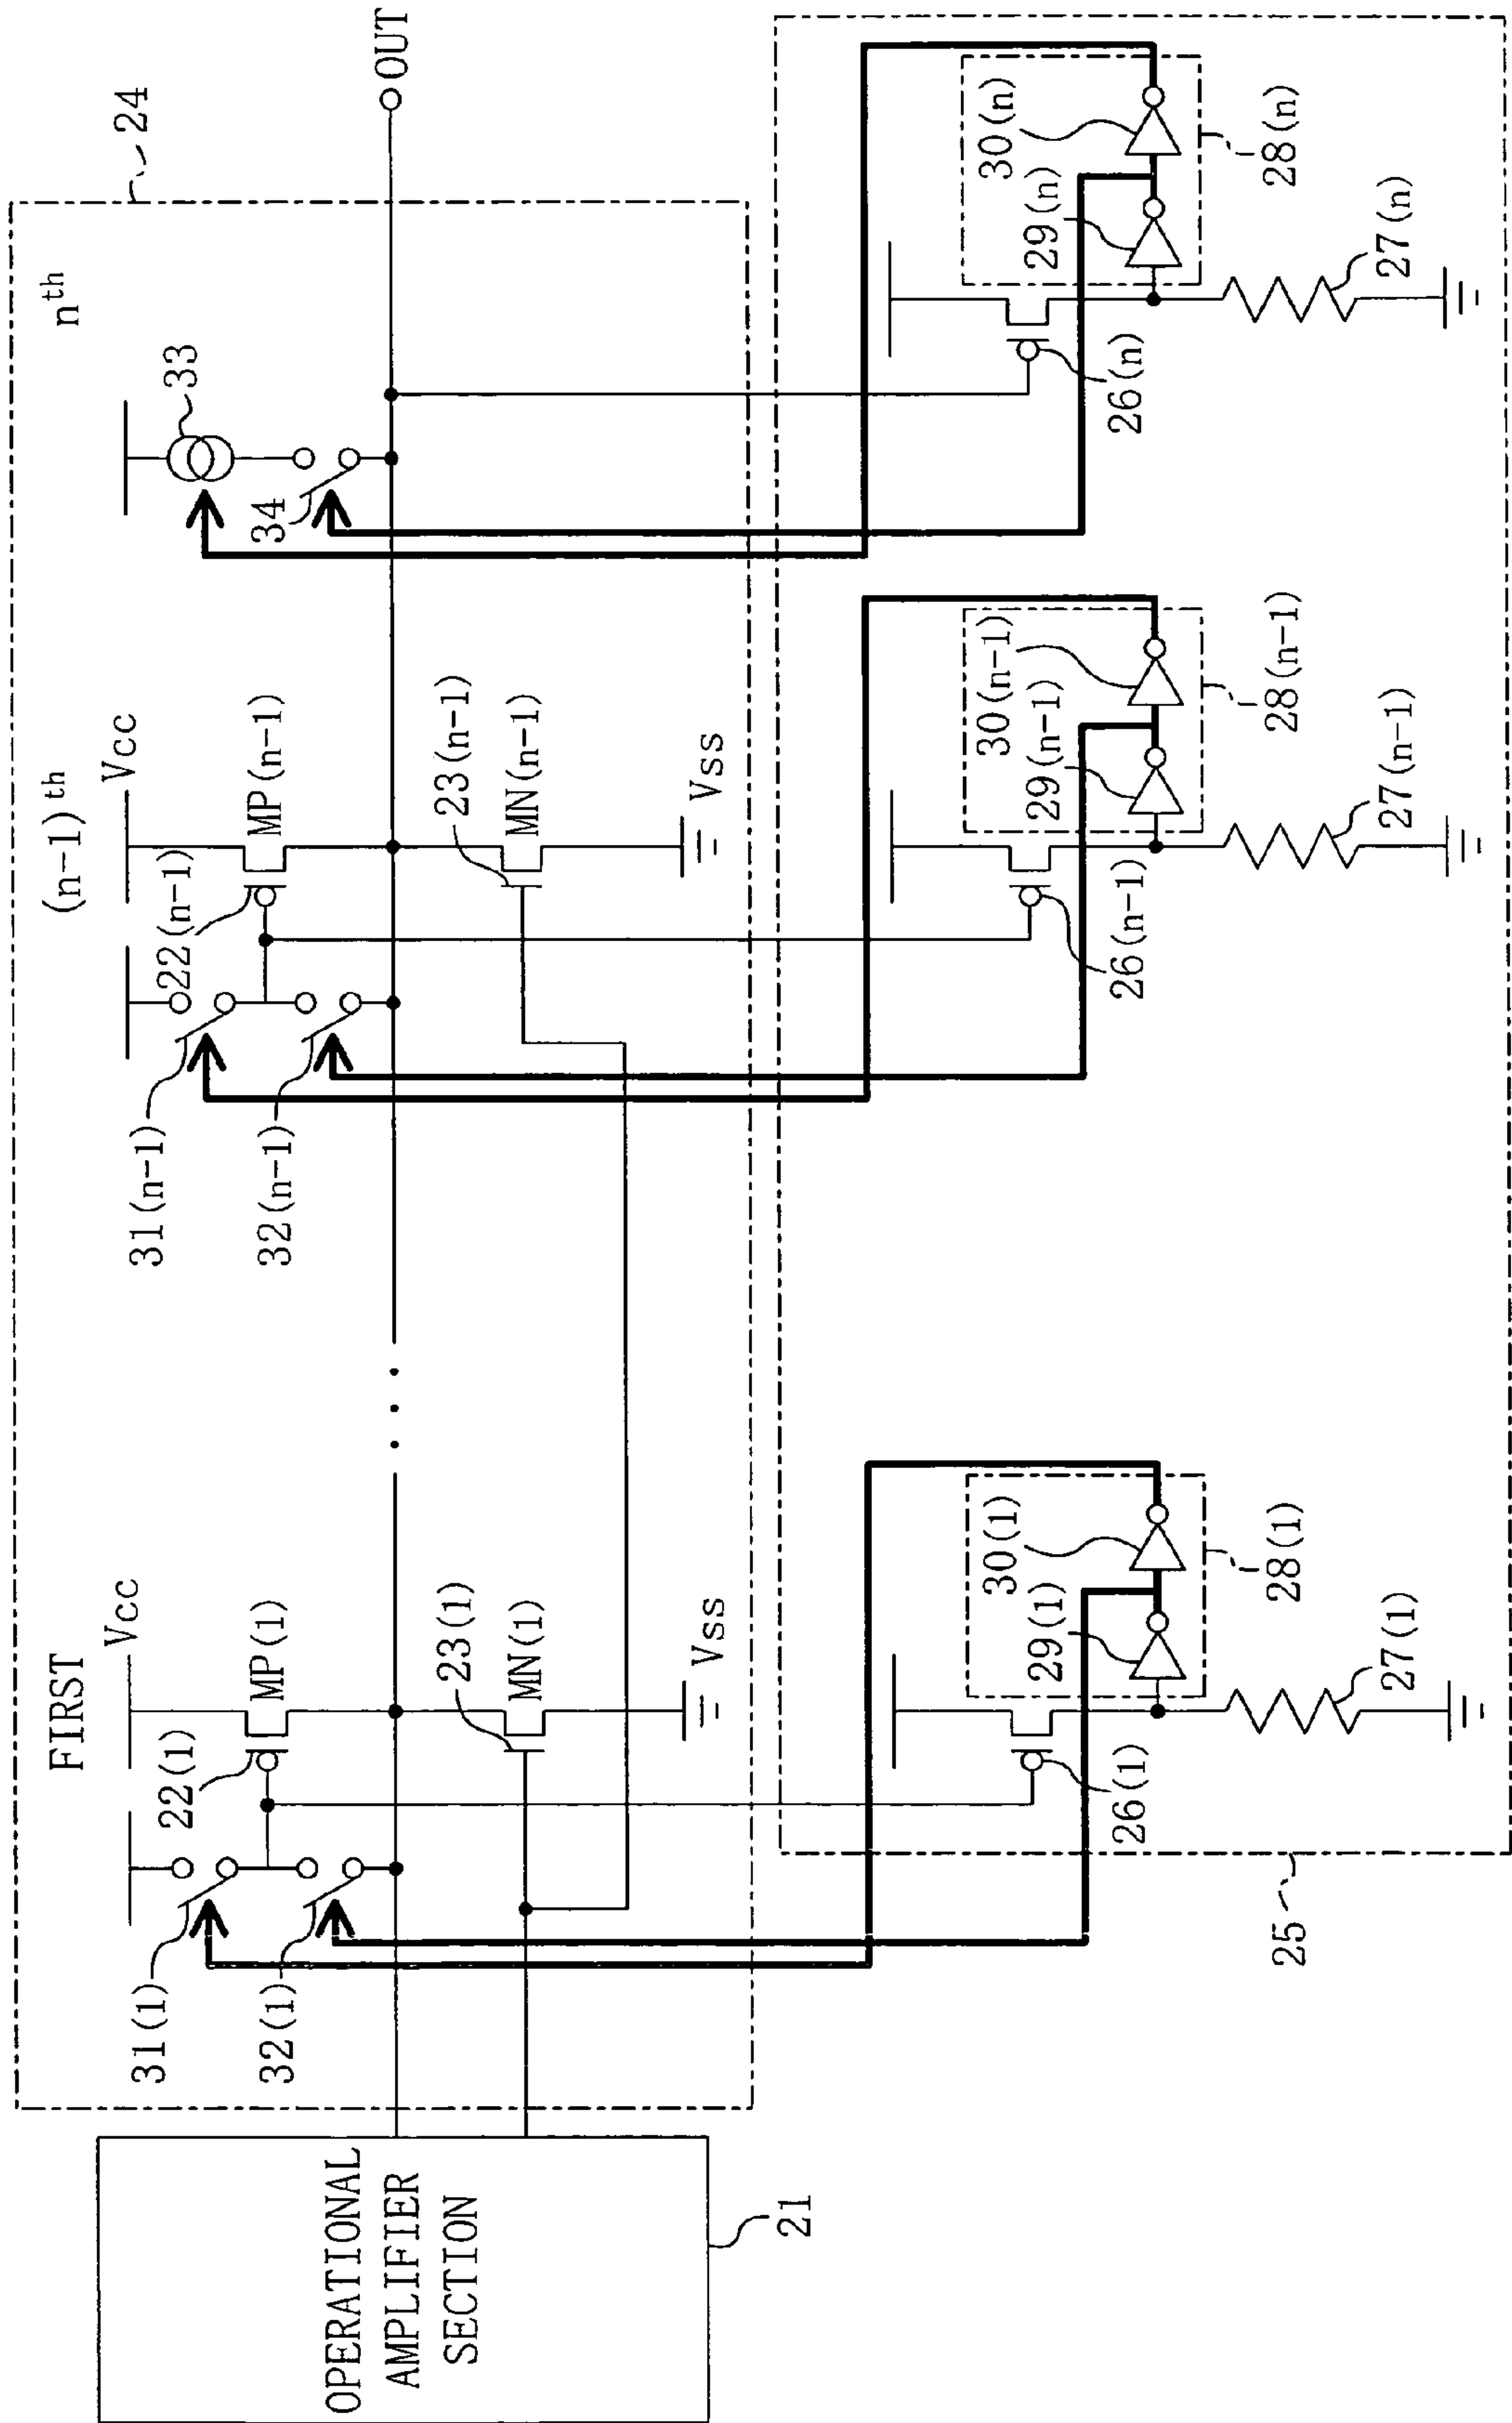 FIRST
(n-1)th
nth
24
Vcc
Vcc
33
31(1)
22(1)
MP(1)
31(n-1)
22(n-1)
MP(n-1)
34
OUT
32(1)
32(n-1)
23(1)
MN(1)
23(n-1)
MN(n-1)
Vss
Vss
OPERATIONAL
AMPLIFIER
SECTION
21
30(1)
29(1)
26(1)
28(1)
27(1)
30(n-1)
29(n-1)
26(n-1)
28(n-1)
27(n-1)
30(n)
29(n)
26(n)
28(n)
27(n)
25